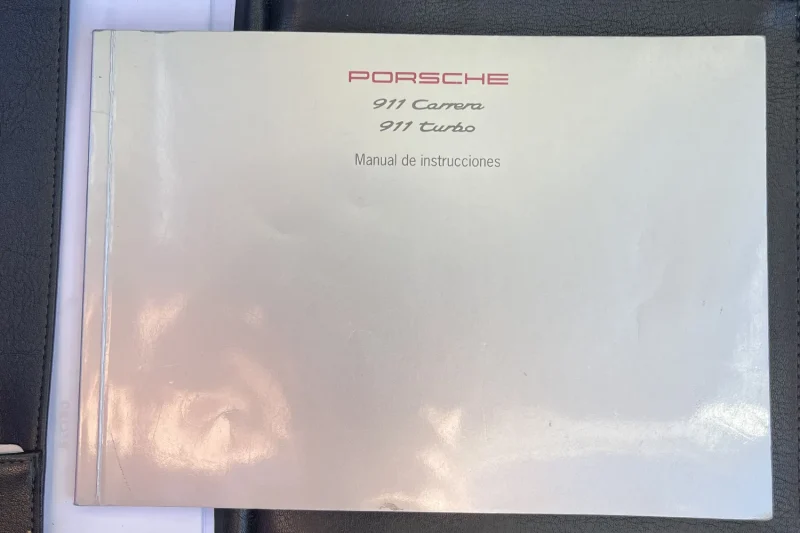 PORSCHE
911 Carrera
911 turbo
Manual de instrucciones